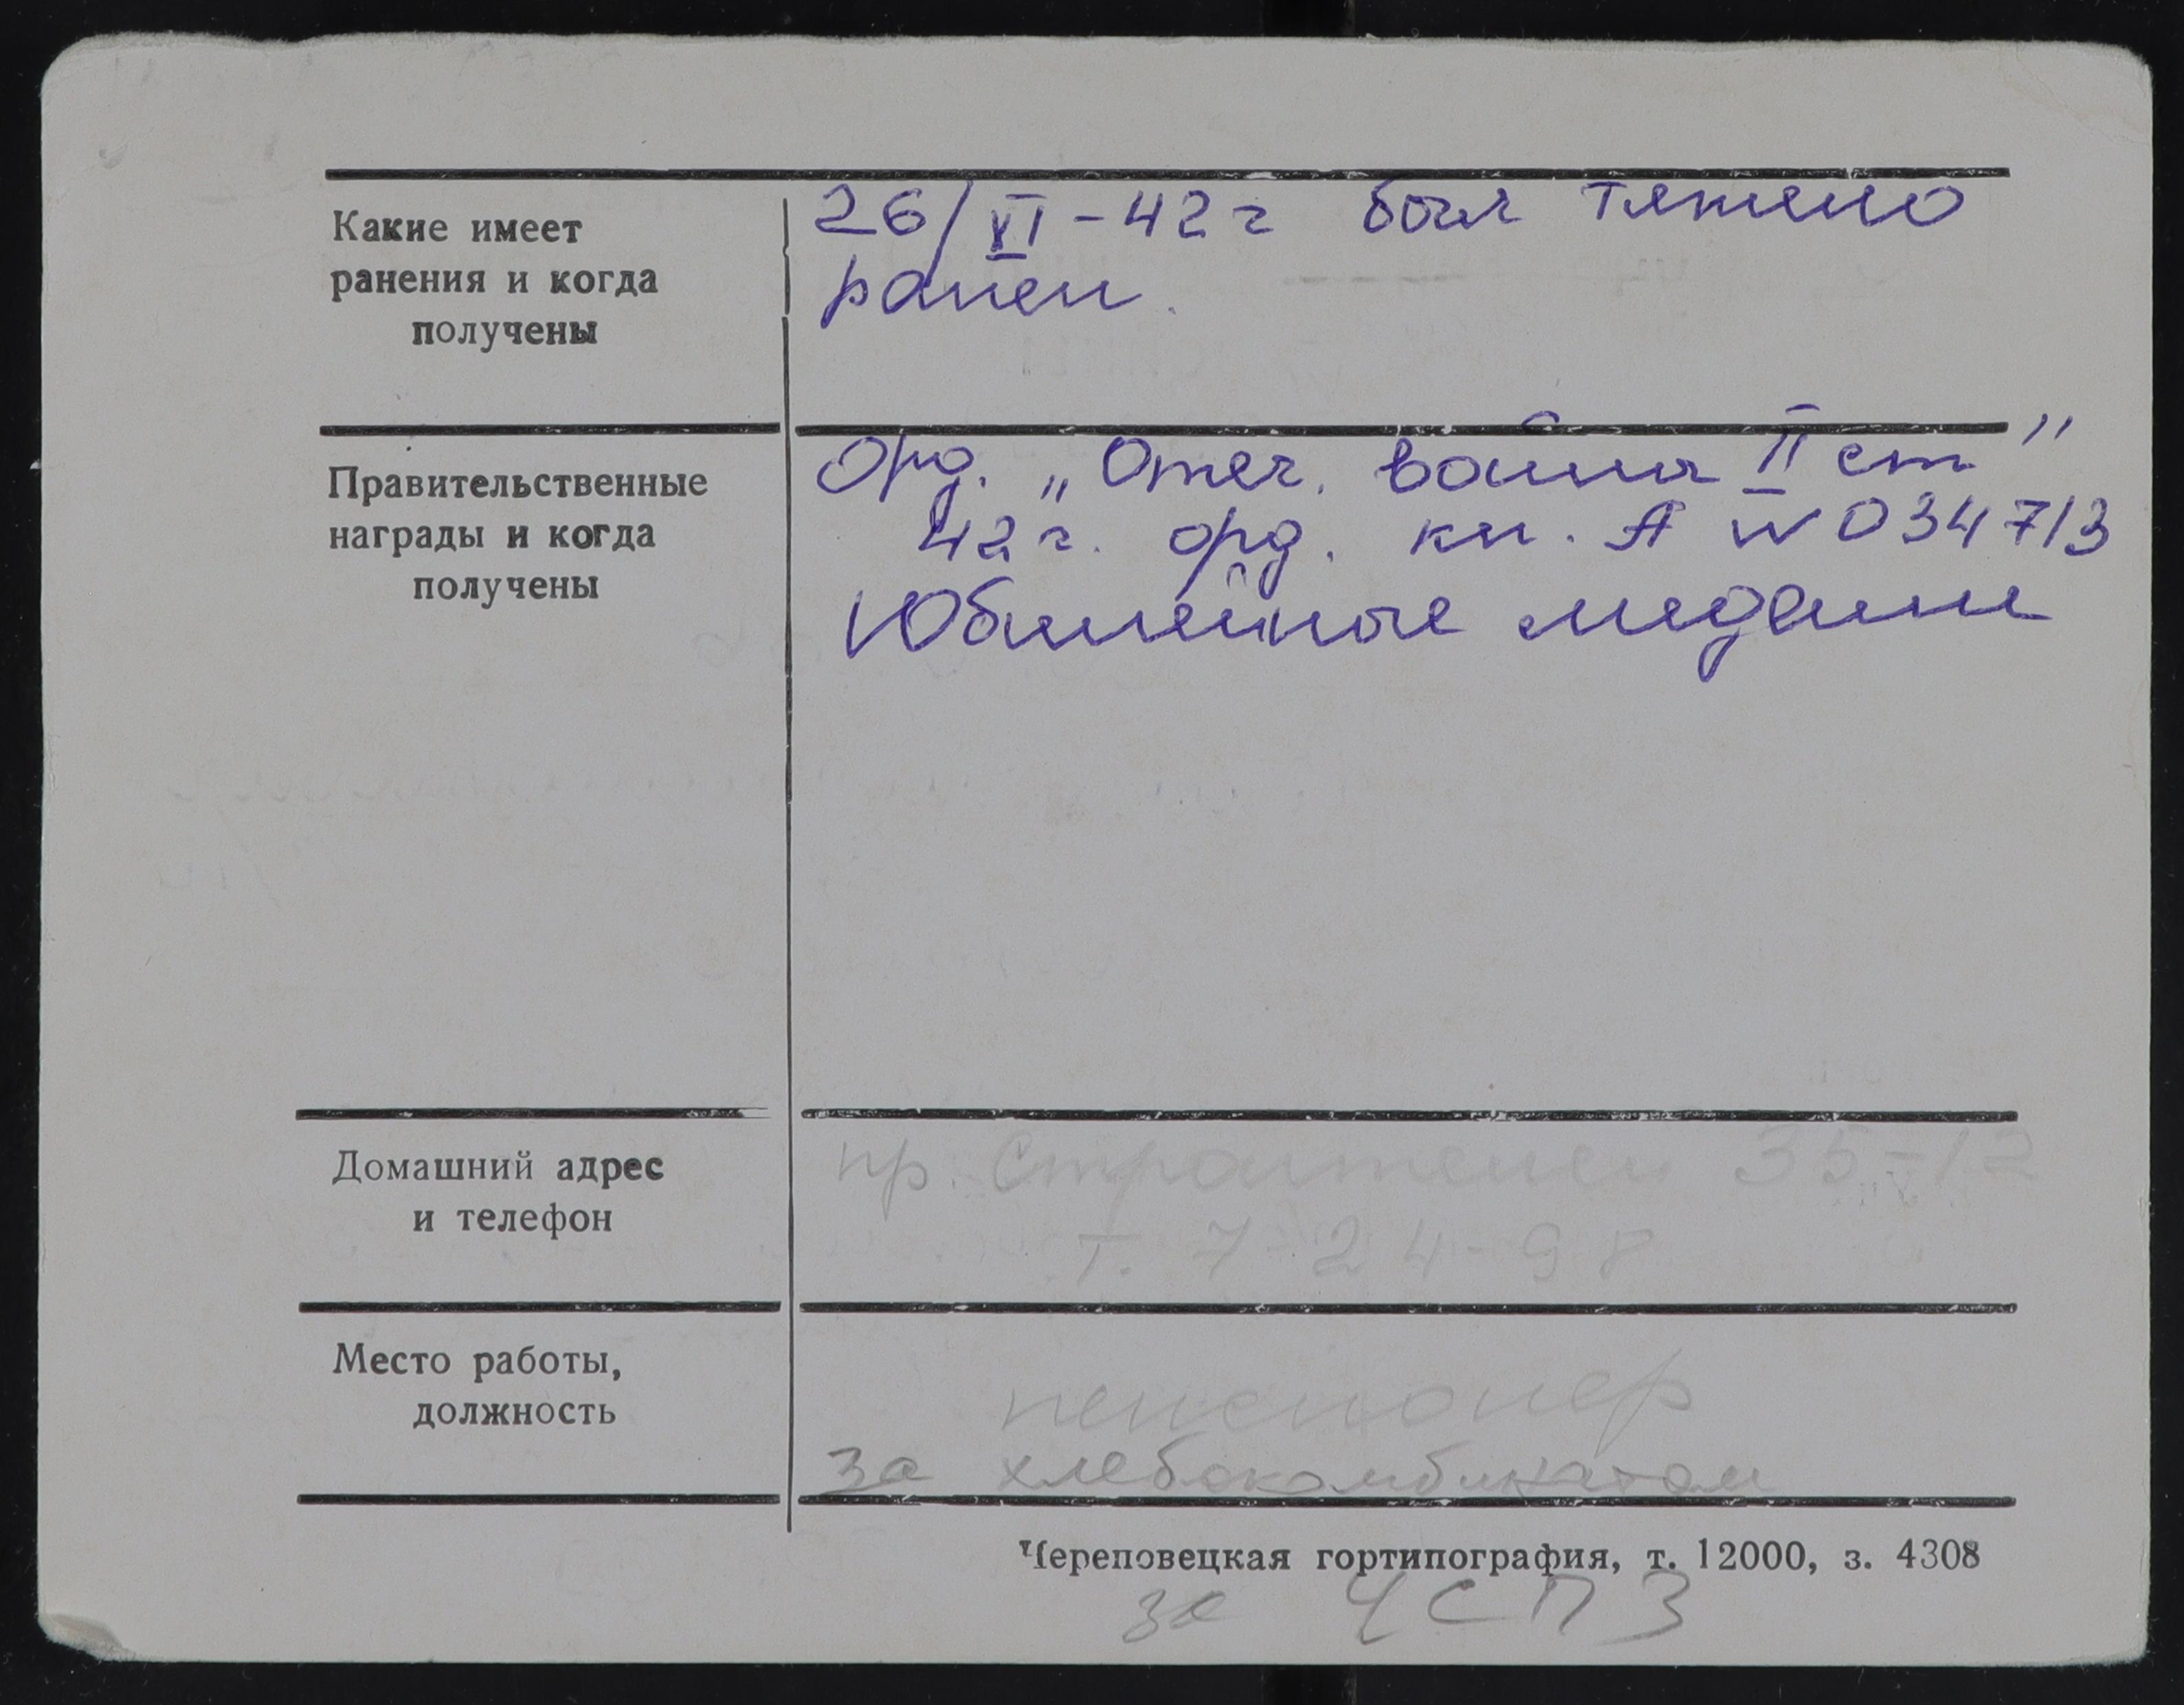 Какие имеет
ранения и когда
получены
26/VI-42г был тяжело
ранен.
Правительственные
награды и когда
получены
Орд. „Отеч. войны II ст"
42г. орд. кн. А № 034713
Юбилейные медали
Домашний адрес
и телефон
пр. Строителей 35-12
т. 7-24-98
Место работы,
должность
пенсионер
за хлебокомбинатом
Череповецкая гортипография, т. 12000, з. 4308
за ЧСПЗ